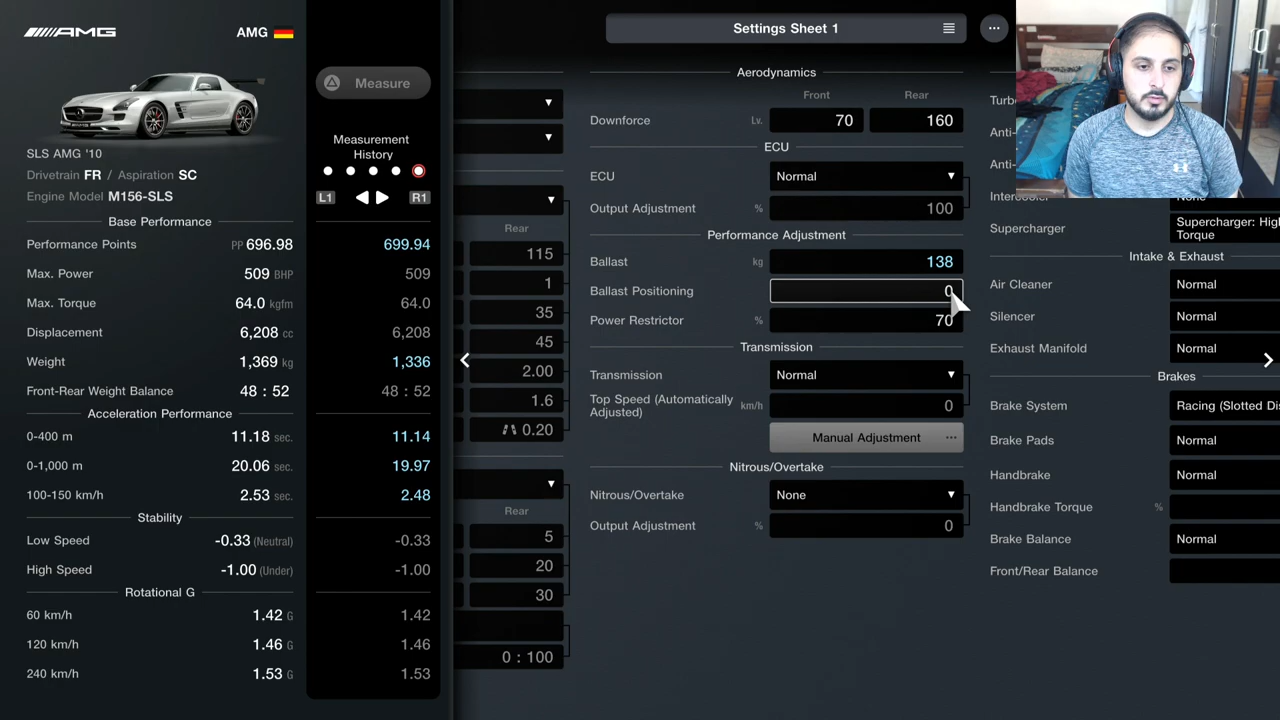 AMG
AMG
SLS AMG '10
Drivetrain FR / Aspiration SC
Engine Model M156-SLS
Base Performance
Performance Points PP 696.98 699.94
Max. Power 509 BHP 509
Max. Torque 64.0 kgfm 64.0
Displacement 6,208 cc 6,208
Weight 1,369 kg 1,336
Front-Rear Weight Balance 48 : 52 48 : 52
Acceleration Performance
0-400 m 11.18 sec. 11.14
0-1,000 m 20.06 sec. 19.97
100-150 km/h 2.53 sec. 2.48
Stability
Low Speed -0.33 (Neutral) -0.33
High Speed -1.00 (Under) -1.00
Rotational G
60 km/h 1.42 G 1.42
120 km/h 1.46 G 1.46
240 km/h 1.53 G 1.53
Measure
Measurement
History
L1 R1
Rear
115
1
35
45
2.00
1.6
0.20
Rear
5
20
30
0 : 100
Settings Sheet 1
Aerodynamics
Front Rear
Downforce Lv. 70 160
ECU
ECU Normal
Output Adjustment % 100
Performance Adjustment
Ballast kg 138
Ballast Positioning 0
Power Restrictor % 70
Transmission
Transmission Normal
Top Speed (Automatically
Adjusted) km/h 0
Manual Adjustment
Nitrous/Overtake
Nitrous/Overtake None
Output Adjustment % 0
Supercharger Supercharger: Hig
Torque
Intake & Exhaust
Air Cleaner Normal
Silencer Normal
Exhaust Manifold Normal
Brakes
Brake System Racing (Slotted Dis
Brake Pads Normal
Handbrake Normal
Handbrake Torque %
Brake Balance Normal
Front/Rear Balance